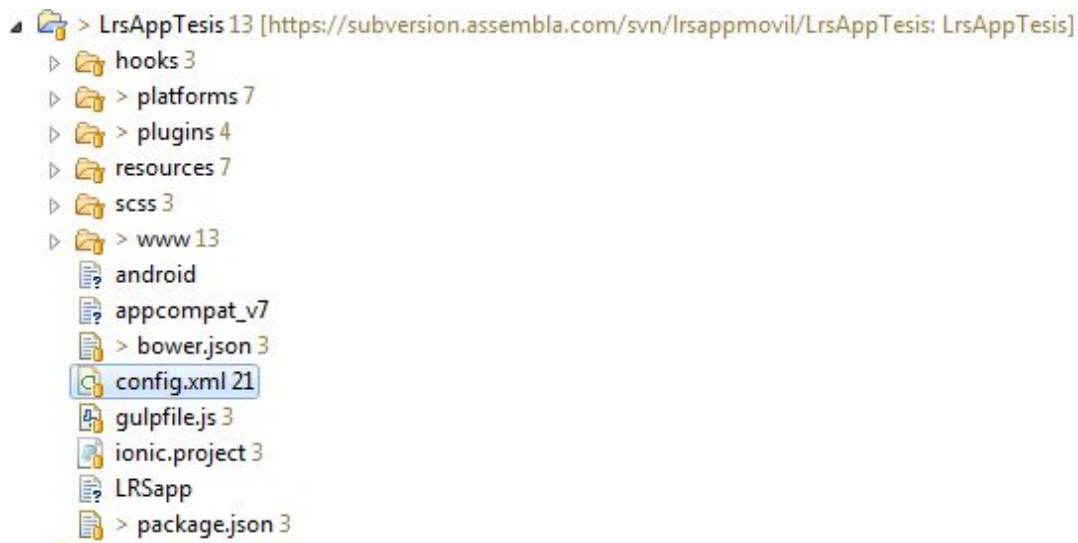 > LrsAppTesis 13 [https://subversion.assembla.com/svn/lrsappmovil/LrsAppTesis: LrsAppTesis]
hooks 3
> platforms 7
> plugins 4
resources 7
scss 3
> www 13
android
appcompat_v7
> bower.json 3
config.xml 21
gulpfile.js 3
ionic.project 3
LRSapp
> package.json 3